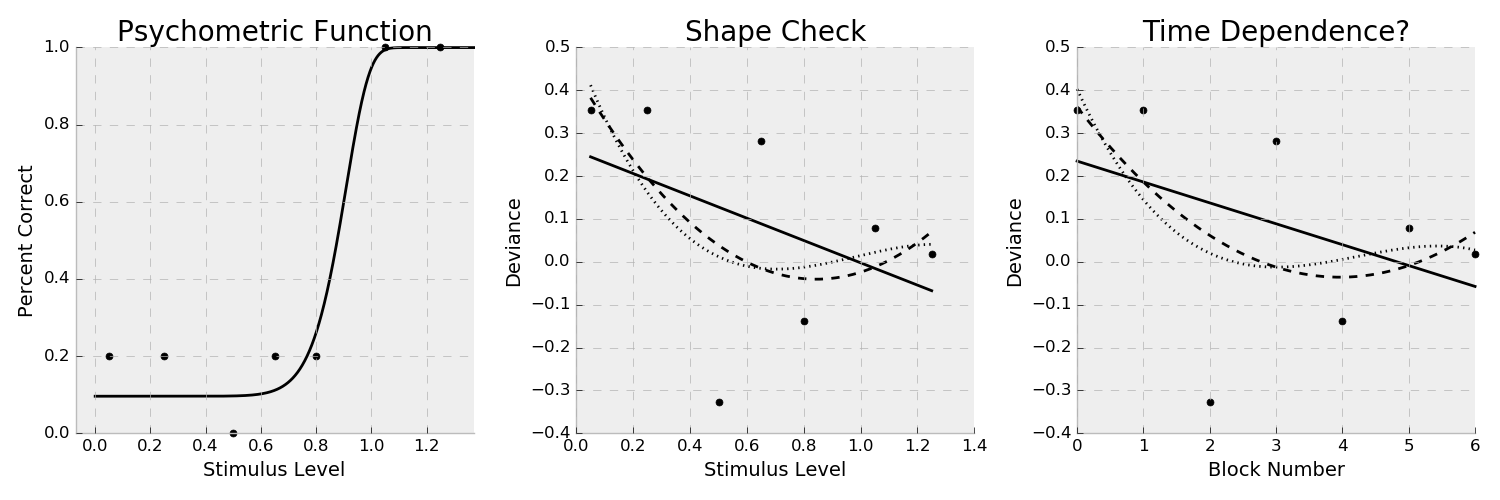 Psychometric Function
Percent Correct
1.0
0.8
0.6
0.4
0.2
0.0
0.0 0.2 0.4 0.6 0.8 1.0 1.2
Stimulus Level
Shape Check
Deviance
0.5
0.4
0.3
0.2
0.1
0.0
−0.1
−0.2
−0.3
−0.4
0.0 0.2 0.4 0.6 0.8 1.0 1.2 1.4
Stimulus Level
Time Dependence?
Deviance
0.5
0.4
0.3
0.2
0.1
0.0
−0.1
−0.2
−0.3
−0.4
0 1 2 3 4 5 6
Block Number